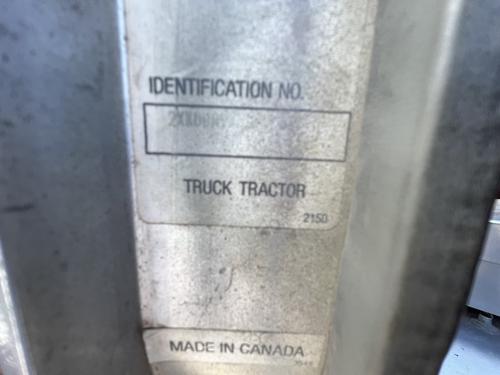 IDENTIFICATION NO.
TRUCK TRACTOR
2150
MADE IN CANADA